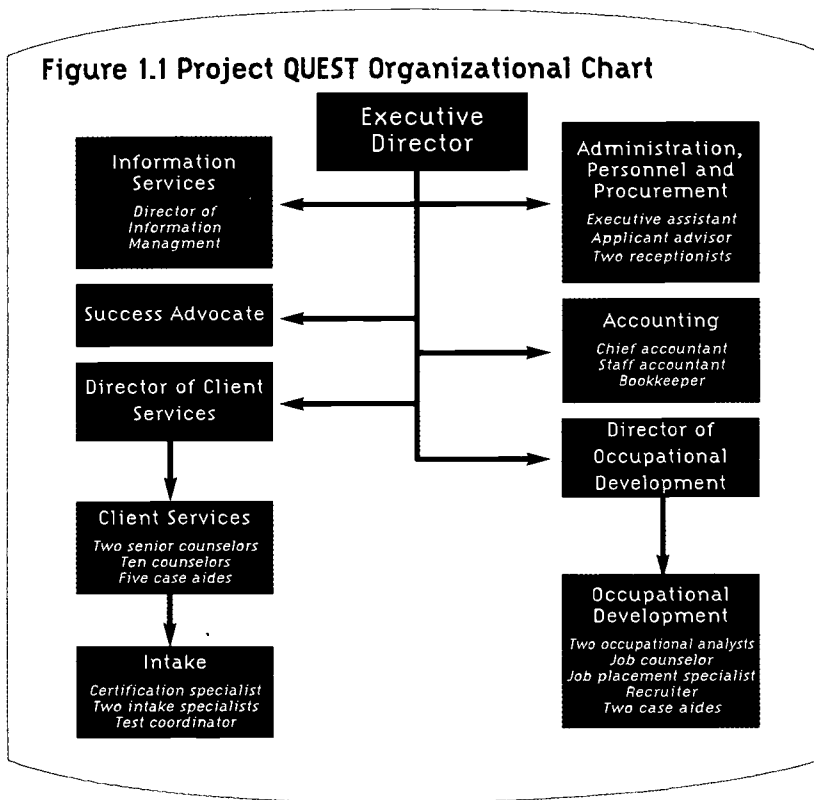 Figure 1.1 Project QUEST Organizational Chart
Executive
Director
Information
Services
Director of
Information
Managment
Administration,
Personnel and
Procurement
Executive assistant
Applicant advisor
Two receptionists
Success Advocate
Accounting
Chief accountant
Staff accountant
Bookkeeper
Director of Client
Services
Director of
Occupational
Development
Client Services
Two senior counselors
Ten counselors
Five case aides
Occupational
Development
Two occupational analysts
Job counselor
Job placement specialist
Recruiter
Two case aides
Intake
Certification specialist
Two intake specialists
Test coordinator